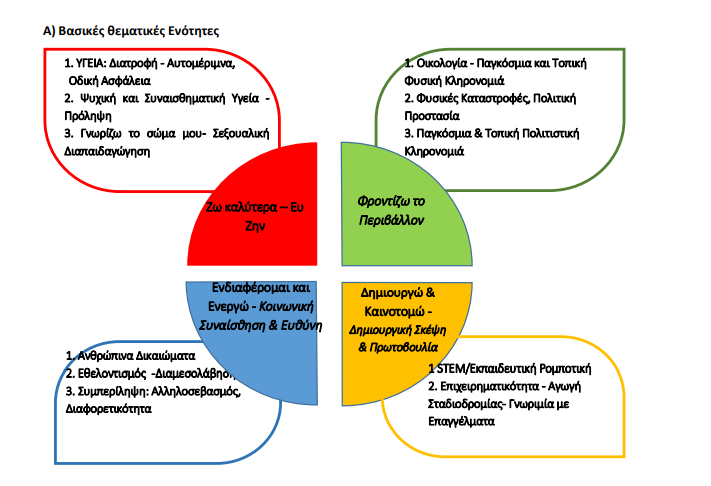 Α) Βασικές θεματικές Ενότητες
1. ΥΓΕΙΑ: Διατροφή - Αυτομέριμνα,
Οδική Ασφάλεια
2. Ψυχική και Συναισθηματική Υγεία -
Πρόληψη
3. Γνωρίζω το σώμα μου- Σεξουαλική
Διαπαιδαγώγηση
1. Οικολογία - Παγκόσμια και Τοπική
Φυσική Κληρονομιά
2. Φυσικές Καταστροφές, Πολιτική
Προστασία
3. Παγκόσμια & Τοπική Πολιτιστική
Κληρονομιά
Ζω καλύτερα – Ευ
Ζην
Φροντίζω το
Περιβάλλον
Ενδιαφέρομαι και
Ενεργώ - Κοινωνική
Συναίσθηση & Ευθύνη
Δημιουργώ &
Καινοτομώ -
Δημιουργική Σκέψη
& Πρωτοβουλία
1. Ανθρώπινα Δικαιώματα
2. Εθελοντισμός -Διαμεσολάβηση,
3. Συμπερίληψη: Αλληλοσεβασμός,
Διαφορετικότητα
1 STEM/Εκπαιδευτική Ρομποτική
2. Επιχειρηματικότητα - Αγωγή
Σταδιοδρομίας- Γνωριμία με
Επαγγέλματα